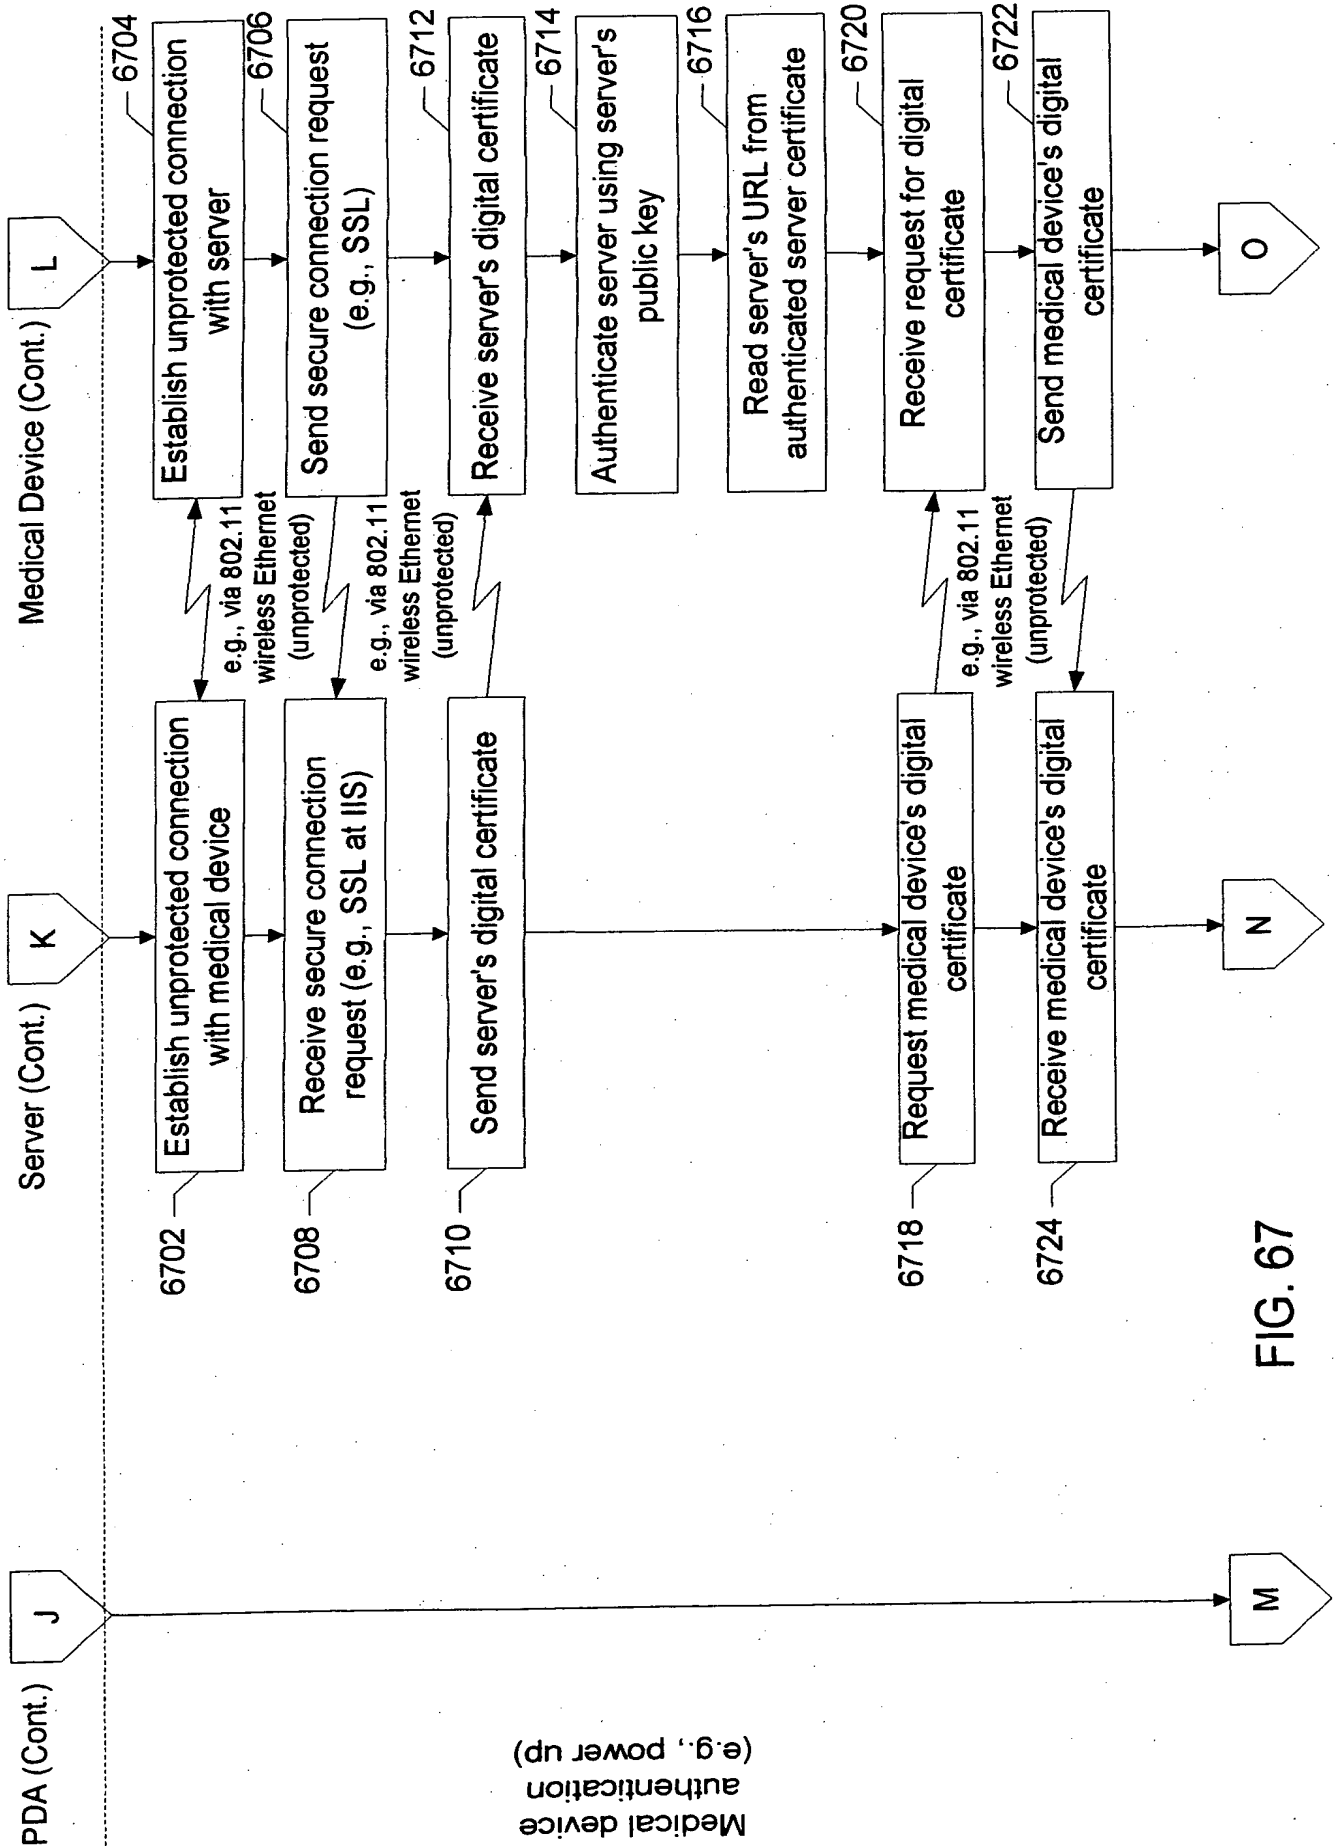 PDA (Cont.)
Server (Cont.)
Medical Device (Cont.)
J
K
L
Medical device
authentication
(e.g., power up)
6702
Establish unprotected connection
with medical device
6704
Establish unprotected connection
with server
e.g., via 802.11
wireless Ethernet
(unprotected)
6706
Send secure connection request
(e.g., SSL)
6708
Receive secure connection
request (e.g., SSL at IIS)
e.g., via 802.11
wireless Ethernet
(unprotected)
6710
Send server's digital certificate
6712
Receive server's digital certificate
6714
Authenticate server using server's
public key
6716
Read server's URL from
authenticated server certificate
6718
Request medical device's digital
certificate
6720
Receive request for digital
certificate
e.g., via 802.11
wireless Ethernet
(unprotected)
6722
Send medical device's digital
certificate
6724
Receive medical device's digital
certificate
M
N
O
FIG. 67